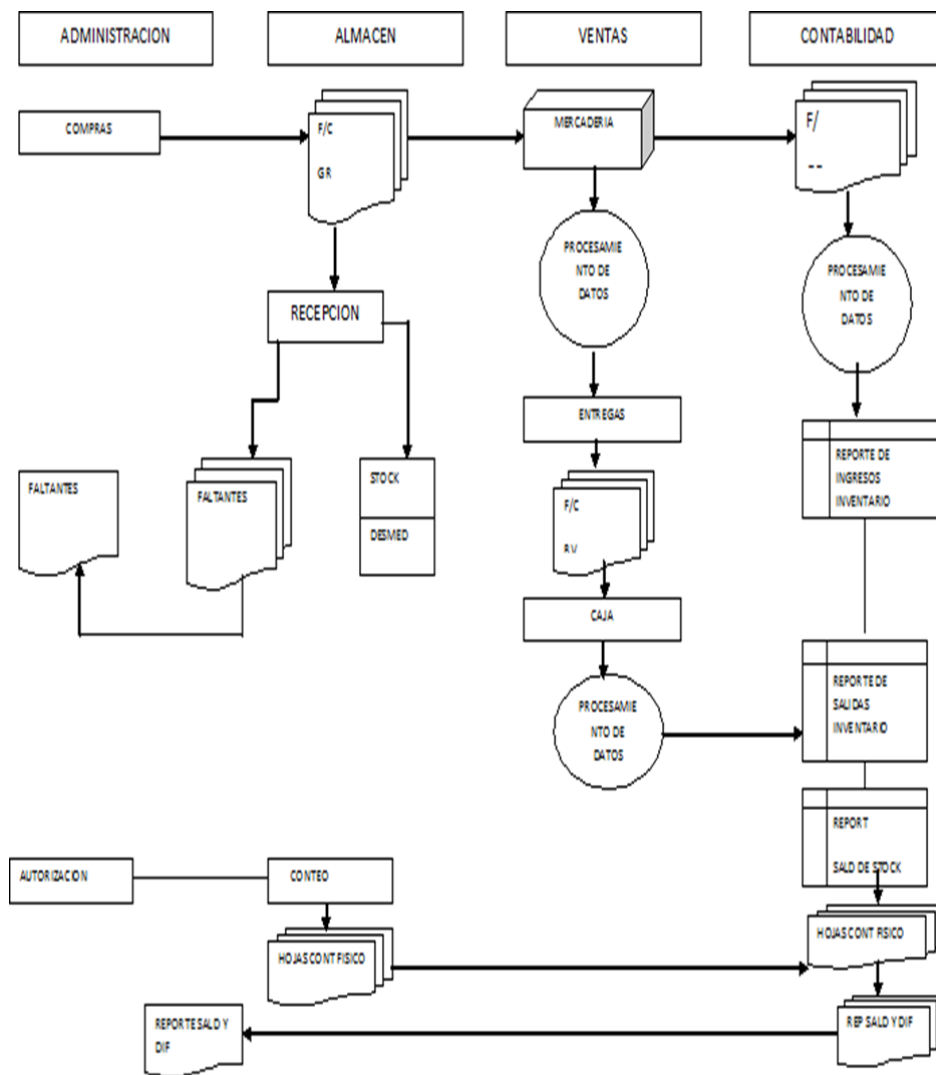 ADMINISTRACION
ALMACEN
VENTAS
CONTABILIDAD
COMPRAS
F/C
GR
MERCADERIA
F/
--
RECEPCION
PROCESAMIE
NTO DE
DATOS
PROCESAMIE
NTO DE
DATOS
ENTREGAS
FALTANTES
FALTANTES
STOCK
DESMED
F/C
REPORTE DE
INGRESOS
INVENTARIO
CAJA
PROCESAMIE
NTO DE
DATOS
REPORTE DE
SALIDAS
INVENTARIO
REPORT
SALD DE STOCK
AUTORIZACION
CONTEO
HOJAS CONT FISICO
HOJAS CONT FISICO
REPORTE SALD Y
DIF
REP SALD Y DIF